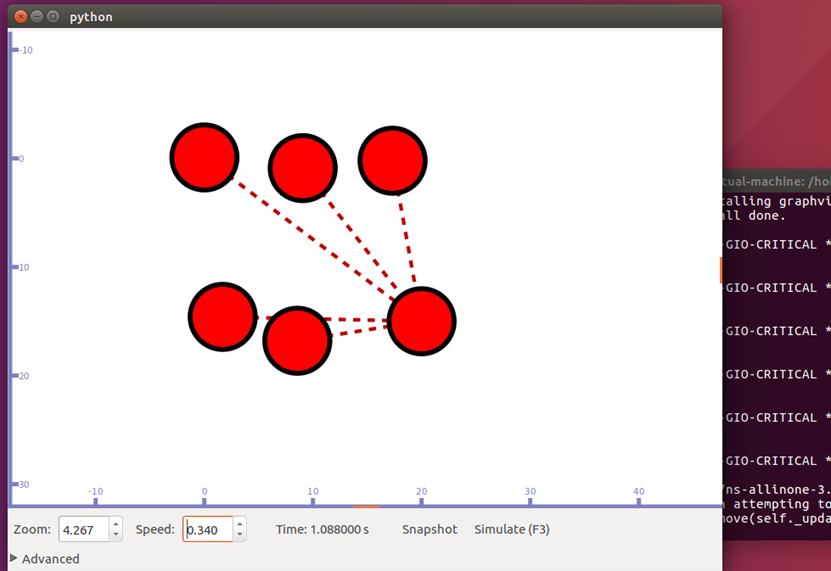 python
-10
0
10
20
30
-10
0
10
20
30
40
Zoom: 4.267 Speed: 0.340 Time: 1.088000 s Snapshot Simulate (F3)
Advanced
tual-machine: /ho
calling graphvi
all done.
-GIO-CRITICAL *
-GIO-CRITICAL *
-GIO-CRITICAL *
-GIO-CRITICAL *
-GIO-CRITICAL *
-GIO-CRITICAL *
/ns-allinone-3.
attempting to
move(self._upda